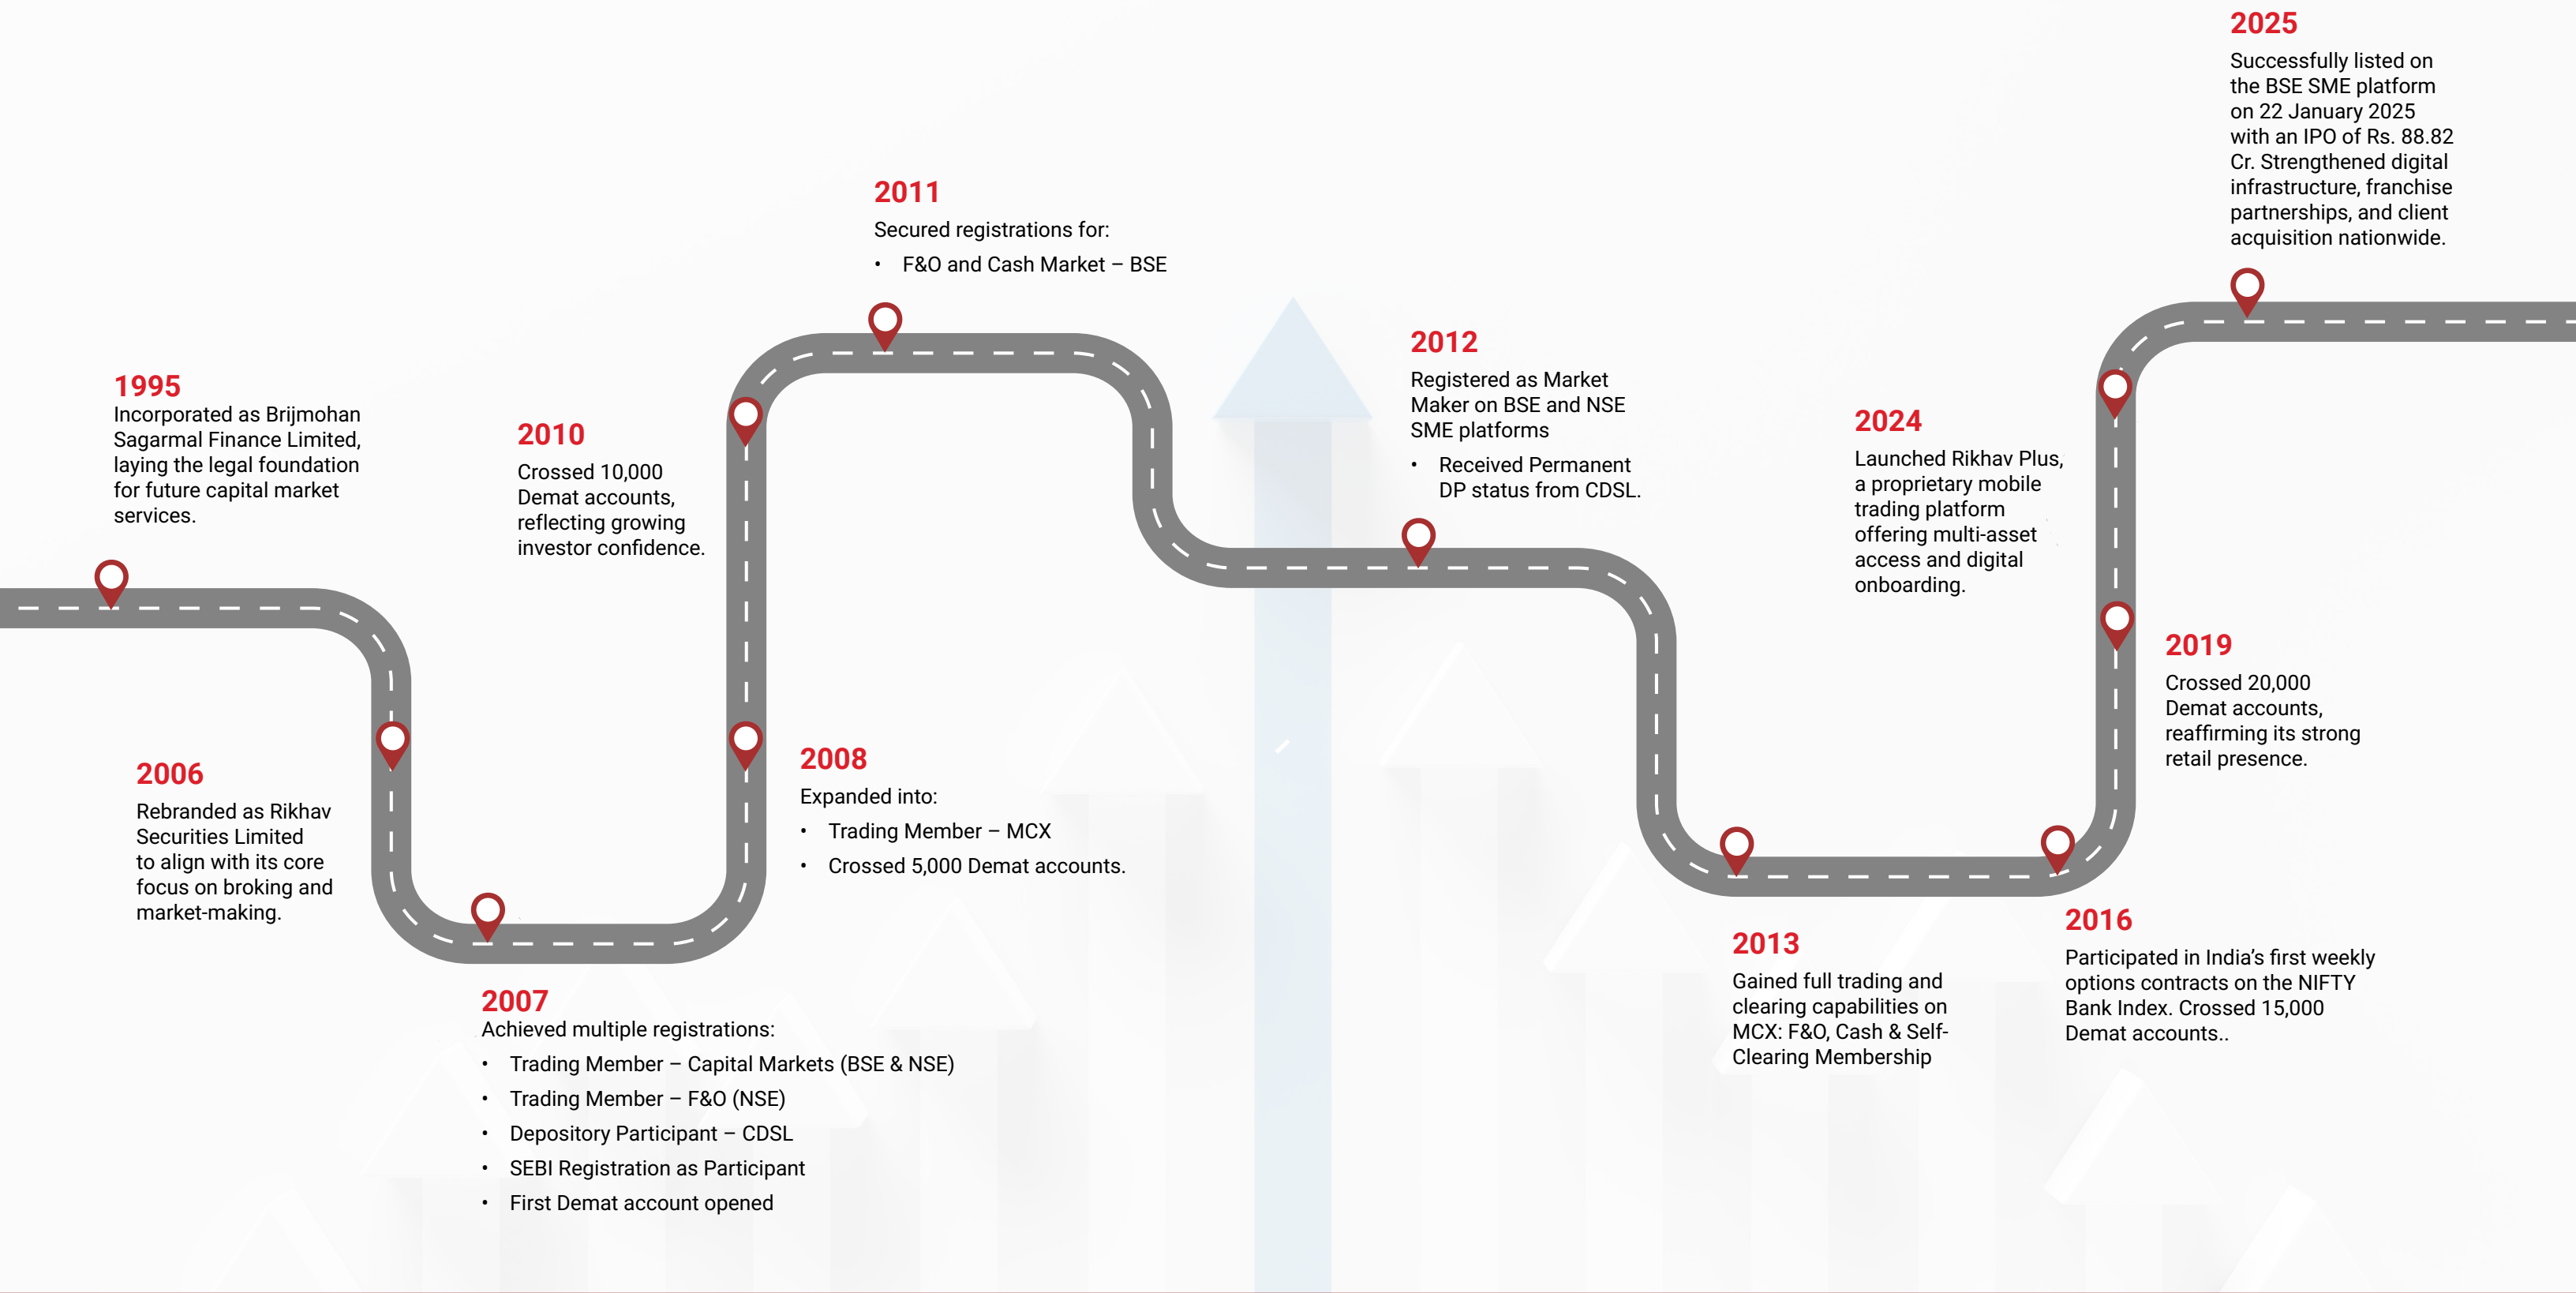 1995
Incorporated as Brijmohan
Sagarmal Finance Limited,
laying the legal foundation
for future capital market
services.
2006
Rebranded as Rikhav
Securities Limited
to align with its core
focus on broking and
market-making.
2007
Achieved multiple registrations:
• Trading Member – Capital Markets (BSE & NSE)
• Trading Member – F&O (NSE)
• Depository Participant – CDSL
• SEBI Registration as Participant
• First Demat account opened
2008
Expanded into:
• Trading Member – MCX
• Crossed 5,000 Demat accounts.
2010
Crossed 10,000
Demat accounts,
reflecting growing
investor confidence.
2011
Secured registrations for:
• F&O and Cash Market – BSE
2012
Registered as Market
Maker on BSE and NSE
SME platforms
• Received Permanent
DP status from CDSL.
2013
Gained full trading and
clearing capabilities on
MCX: F&O, Cash & Self-
Clearing Membership
2016
Participated in India’s first weekly
options contracts on the NIFTY
Bank Index. Crossed 15,000
Demat accounts..
2019
Crossed 20,000
Demat accounts,
reaffirming its strong
retail presence.
2024
Launched Rikhav Plus,
a proprietary mobile
trading platform
offering multi-asset
access and digital
onboarding.
2025
Successfully listed on
the BSE SME platform
on 22 January 2025
with an IPO of Rs. 88.82
Cr. Strengthened digital
infrastructure, franchise
partnerships, and client
acquisition nationwide.